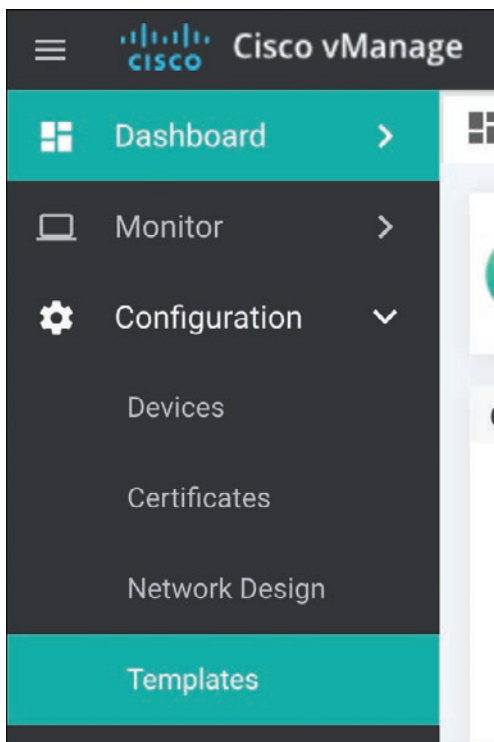 CISCO
Cisco vManage
Dashboard
Monitor
Configuration
Devices
Certificates
Network Design
Templates